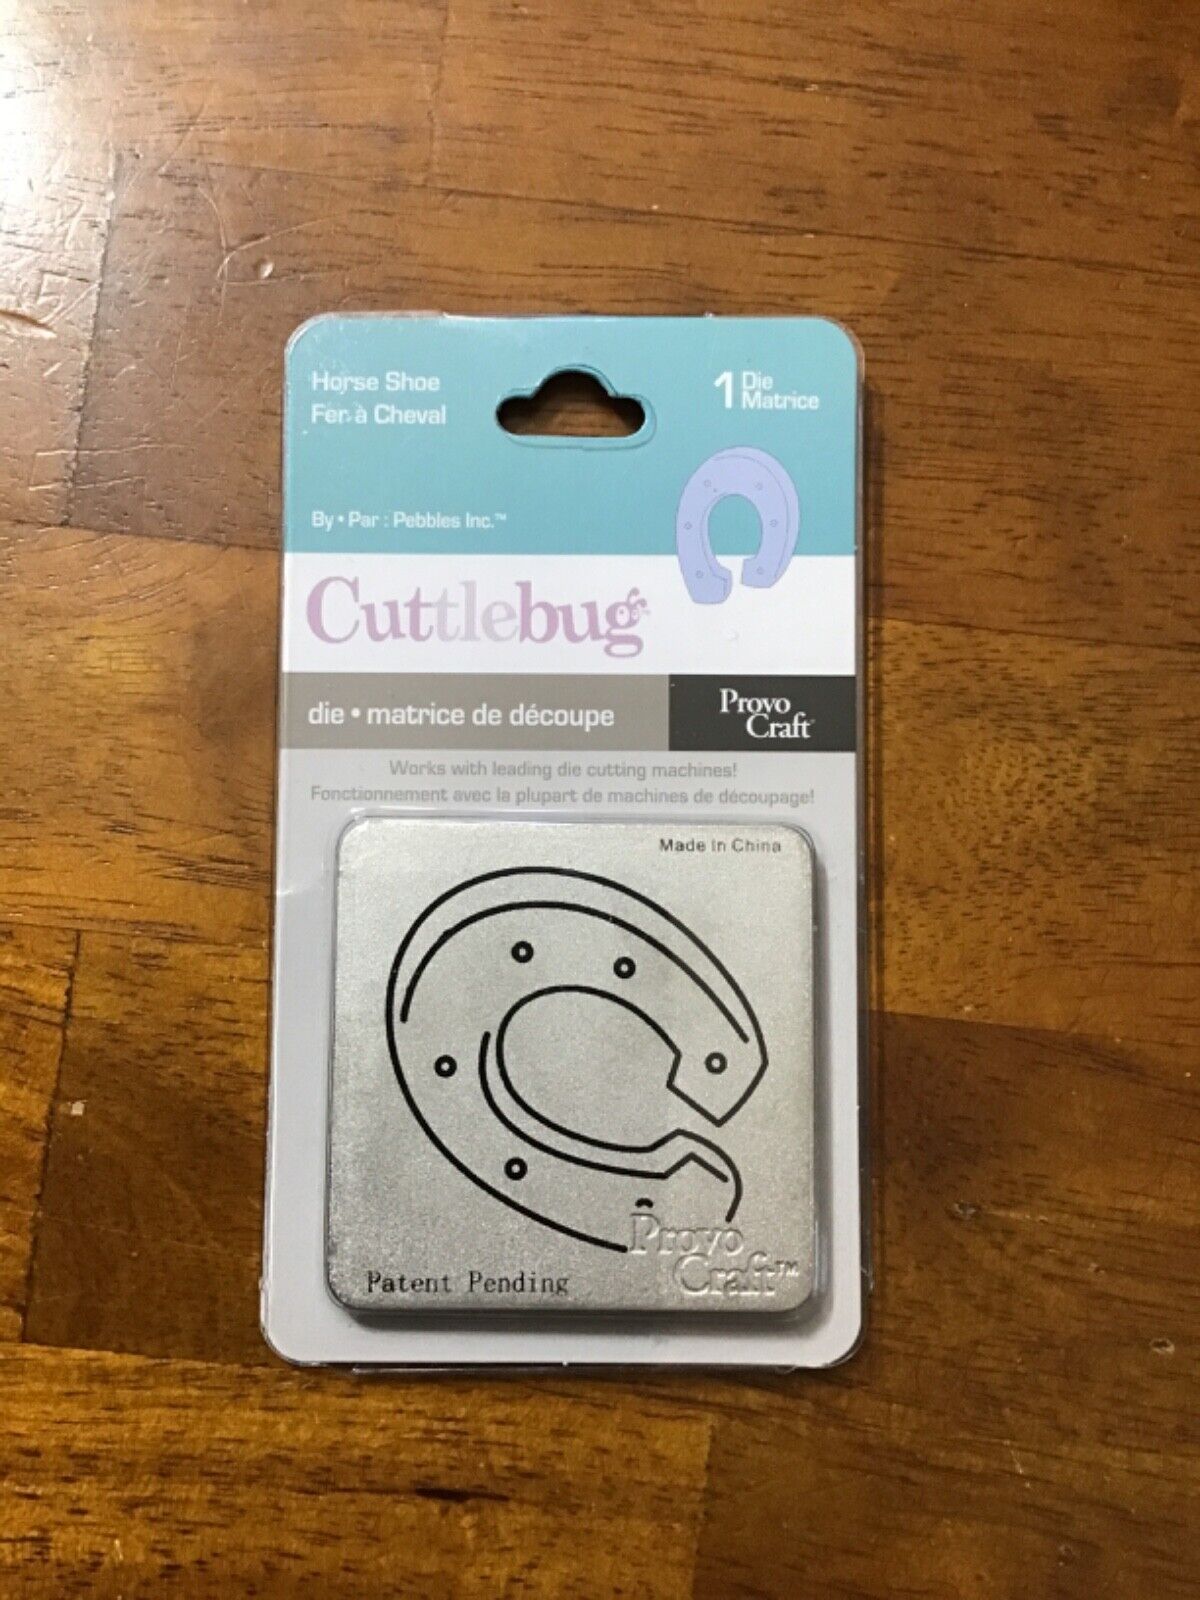 Horse Shoe
Fer à Cheval
1 Die
Matrice
By • Par : Pebbles Inc.™
Cuttlebug
die • matrice de découpe
Provo
Craft
Works with leading die cutting machines!
Fonctionnement avec la plupart de machines de découpage!
Made In China
Provo
Craft™
Patent Pending